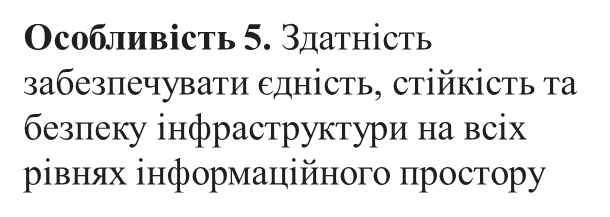 Особливість 5. Здатність
забезпечувати єдність, стійкість та
безпеку інфраструктури на всіх
рівнях інформаційного простору